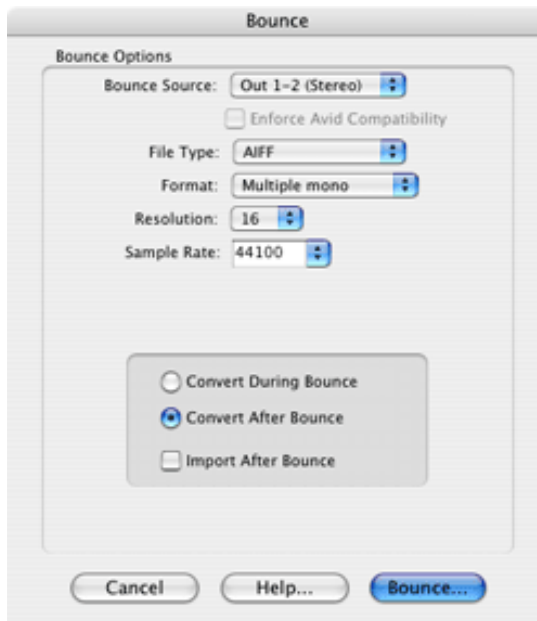 Bounce
Bounce Options
Bounce Source: Out 1-2 (Stereo)
Enforce Avid Compatibility
File Type: AIFF
Format: Multiple mono
Resolution: 16
Sample Rate: 44100
Convert During Bounce
Convert After Bounce
Import After Bounce
Cancel Help... Bounce...